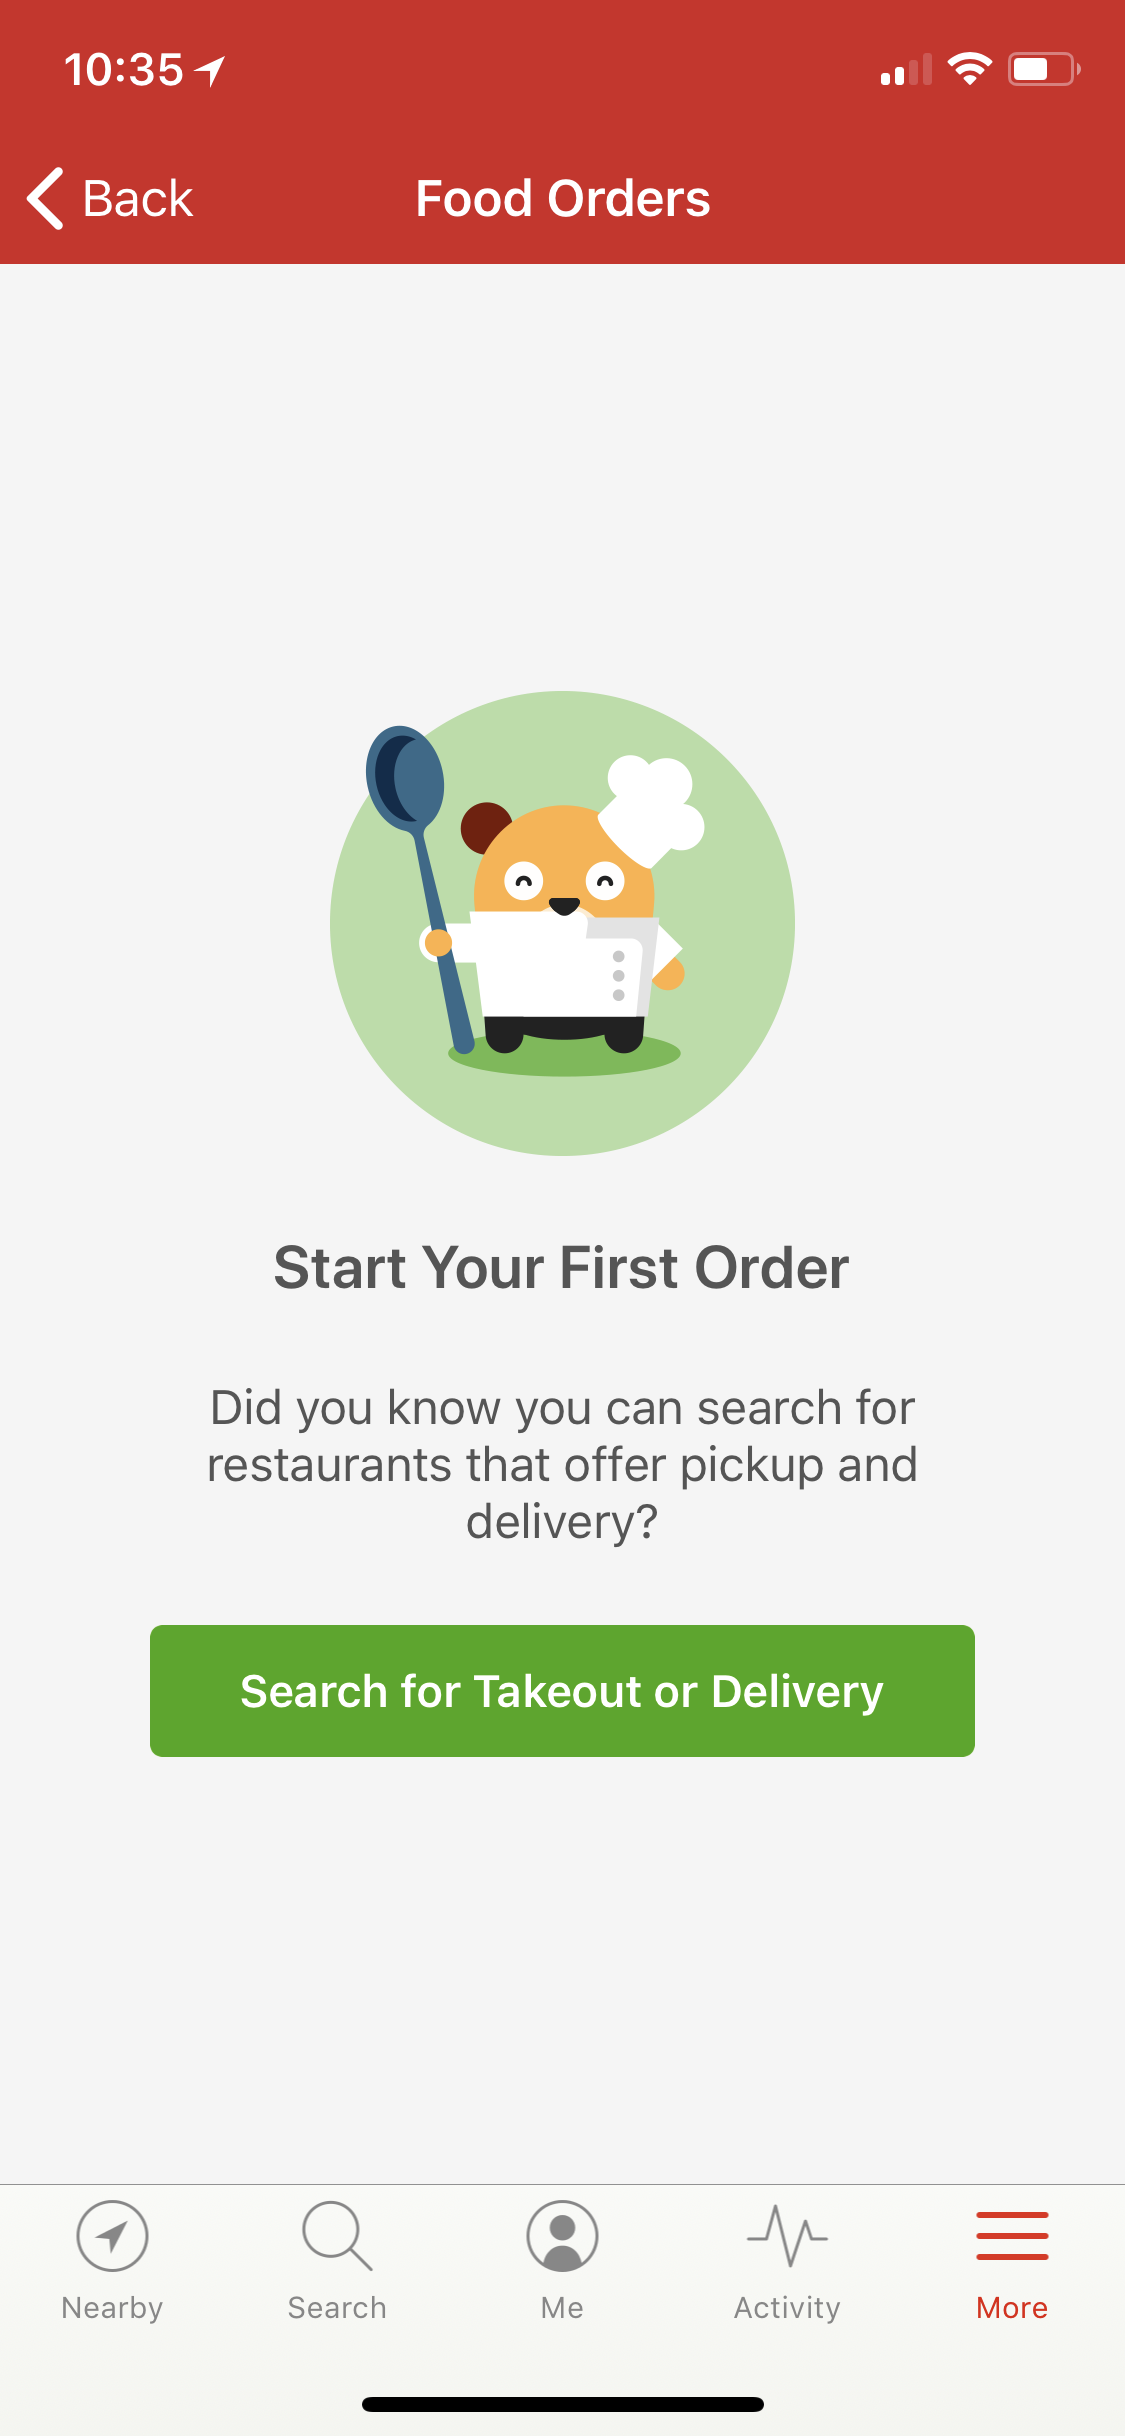 10:35
Back
Food Orders
Start Your First Order
Did you know you can search for
restaurants that offer pickup and
delivery?
Search for Takeout or Delivery
Nearby
Search
Me
Activity
More